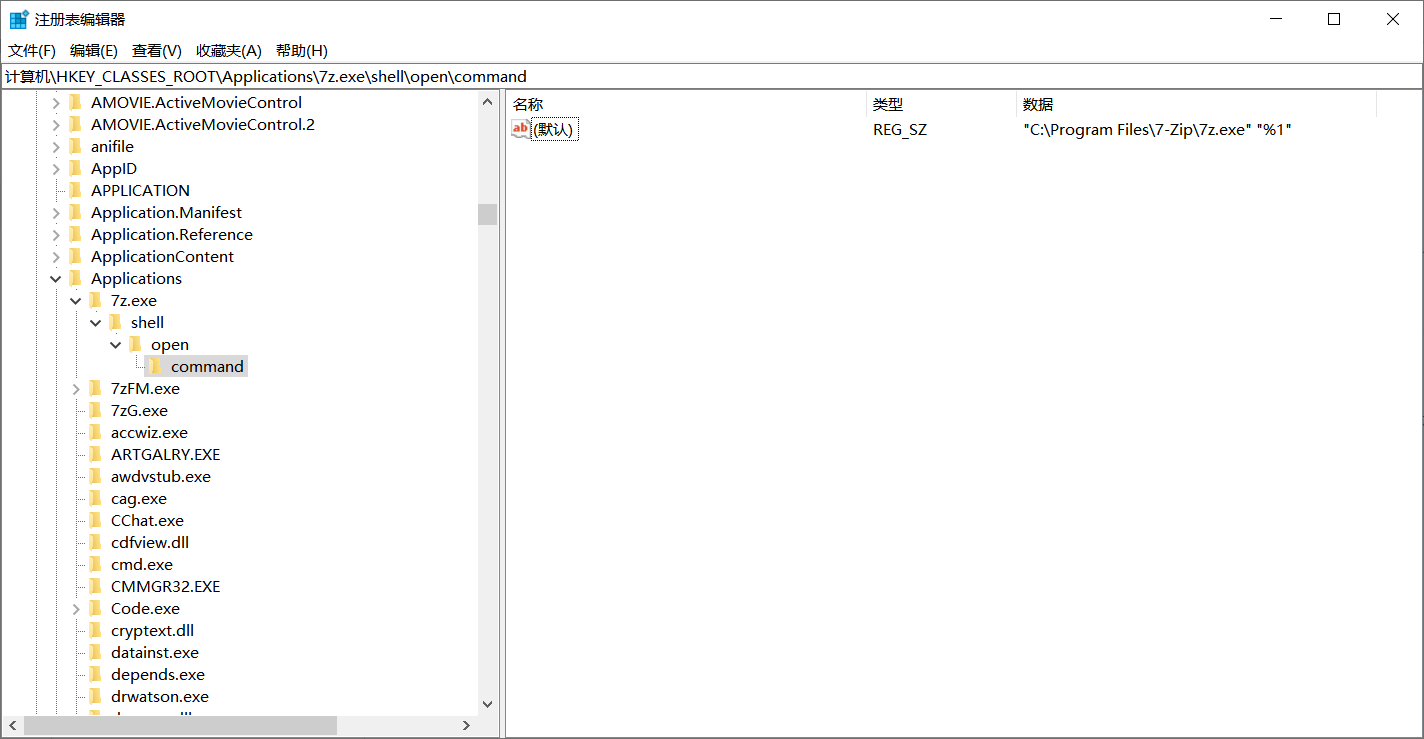 注册表编辑器
文件(F) 编辑(E) 查看(V) 收藏夹(A) 帮助(H)
计算机\HKEY_CLASSES_ROOT\Applications\7z.exe\shell\open\command
AMOVIE.ActiveMovieControl
AMOVIE.ActiveMovieControl.2
anifile
AppID
APPLICATION
Application.Manifest
Application.Reference
ApplicationContent
Applications
7z.exe
shell
open
command
7zFM.exe
7zG.exe
accwiz.exe
ARTGALRY.EXE
awdvstub.exe
cag.exe
CChat.exe
cdfview.dll
cmd.exe
CMMGR32.EXE
Code.exe
cryptext.dll
datainst.exe
depends.exe
drwatson.exe
名称 类型 数据
ab (默认) REG_SZ "C:\Program Files\7-Zip\7z.exe" "%1"